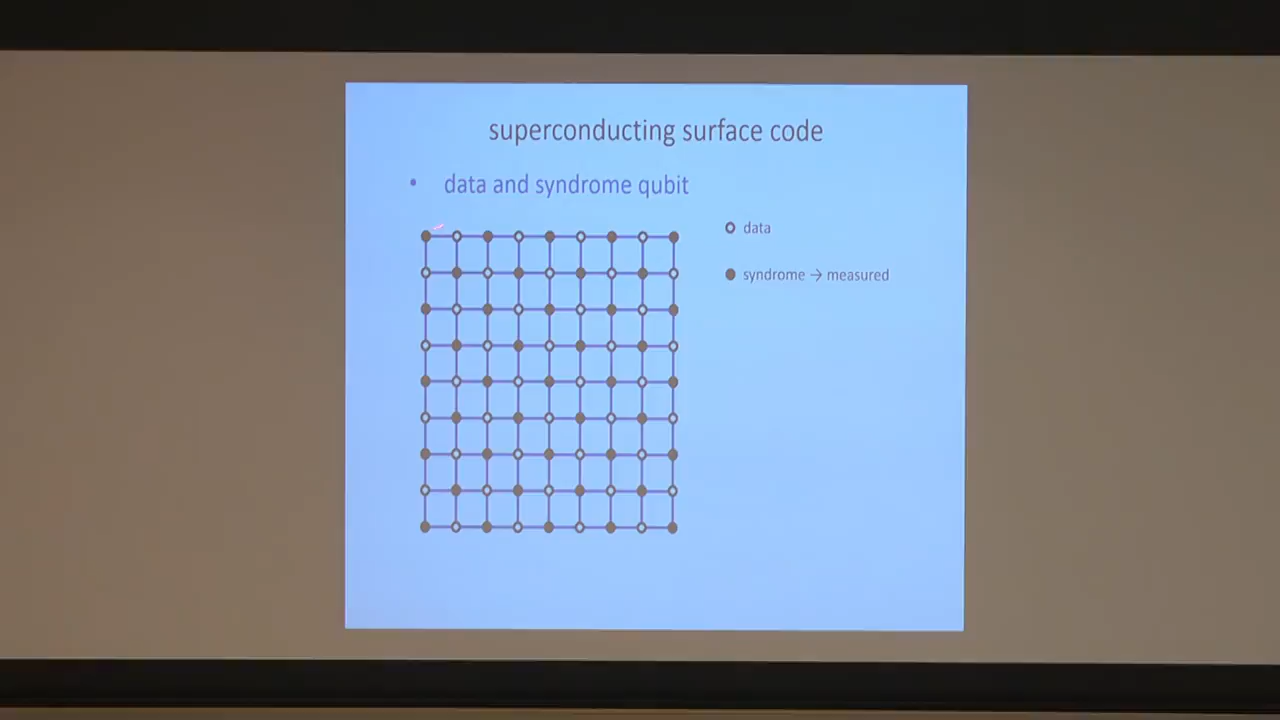 superconducting surface code
• data and syndrome qubit
data
syndrome → measured